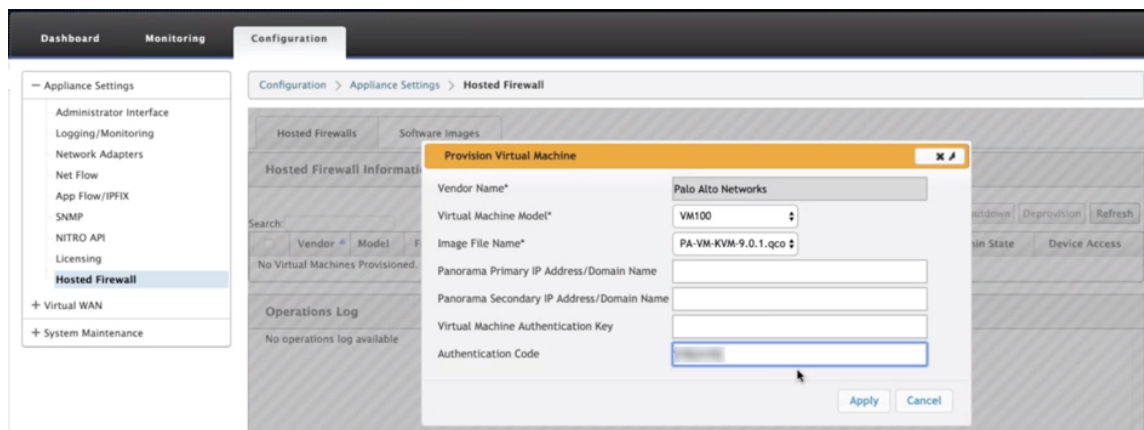 Dashboard Monitoring Configuration
— Appliance Settings
Administrator Interface
Logging/Monitoring
Network Adapters
Net Flow
App Flow/IPFIX
SNMP
NITRO API
Licensing
Hosted Firewall
+ Virtual WAN
+ System Maintenance
Configuration > Appliance Settings > Hosted Firewall
Hosted Firewalls Software Images
Hosted Firewall Informati
Search:
Deprovision Refresh
Vendor Model
Device Access
No Virtual Machines Provisioned.
Operations Log
No operations log available
Provision Virtual Machine
Vendor Name* Palo Alto Networks
Virtual Machine Model* VM100
Image File Name* PA-VM-KVM-9.0.1.qco
Panorama Primary IP Address/Domain Name
Panorama Secondary IP Address/Domain Name
Virtual Machine Authentication Key
Authentication Code
Apply Cancel